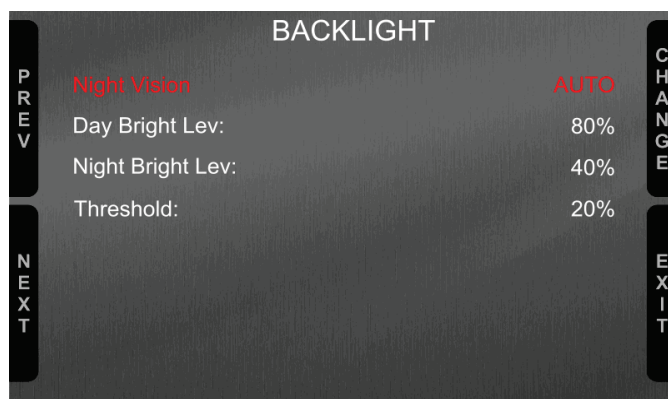 BACKLIGHT
PREV
CHANGE
Night Vision AUTO
Day Bright Lev: 80%
Night Bright Lev: 40%
Threshold: 20%
NEXT
EXIT